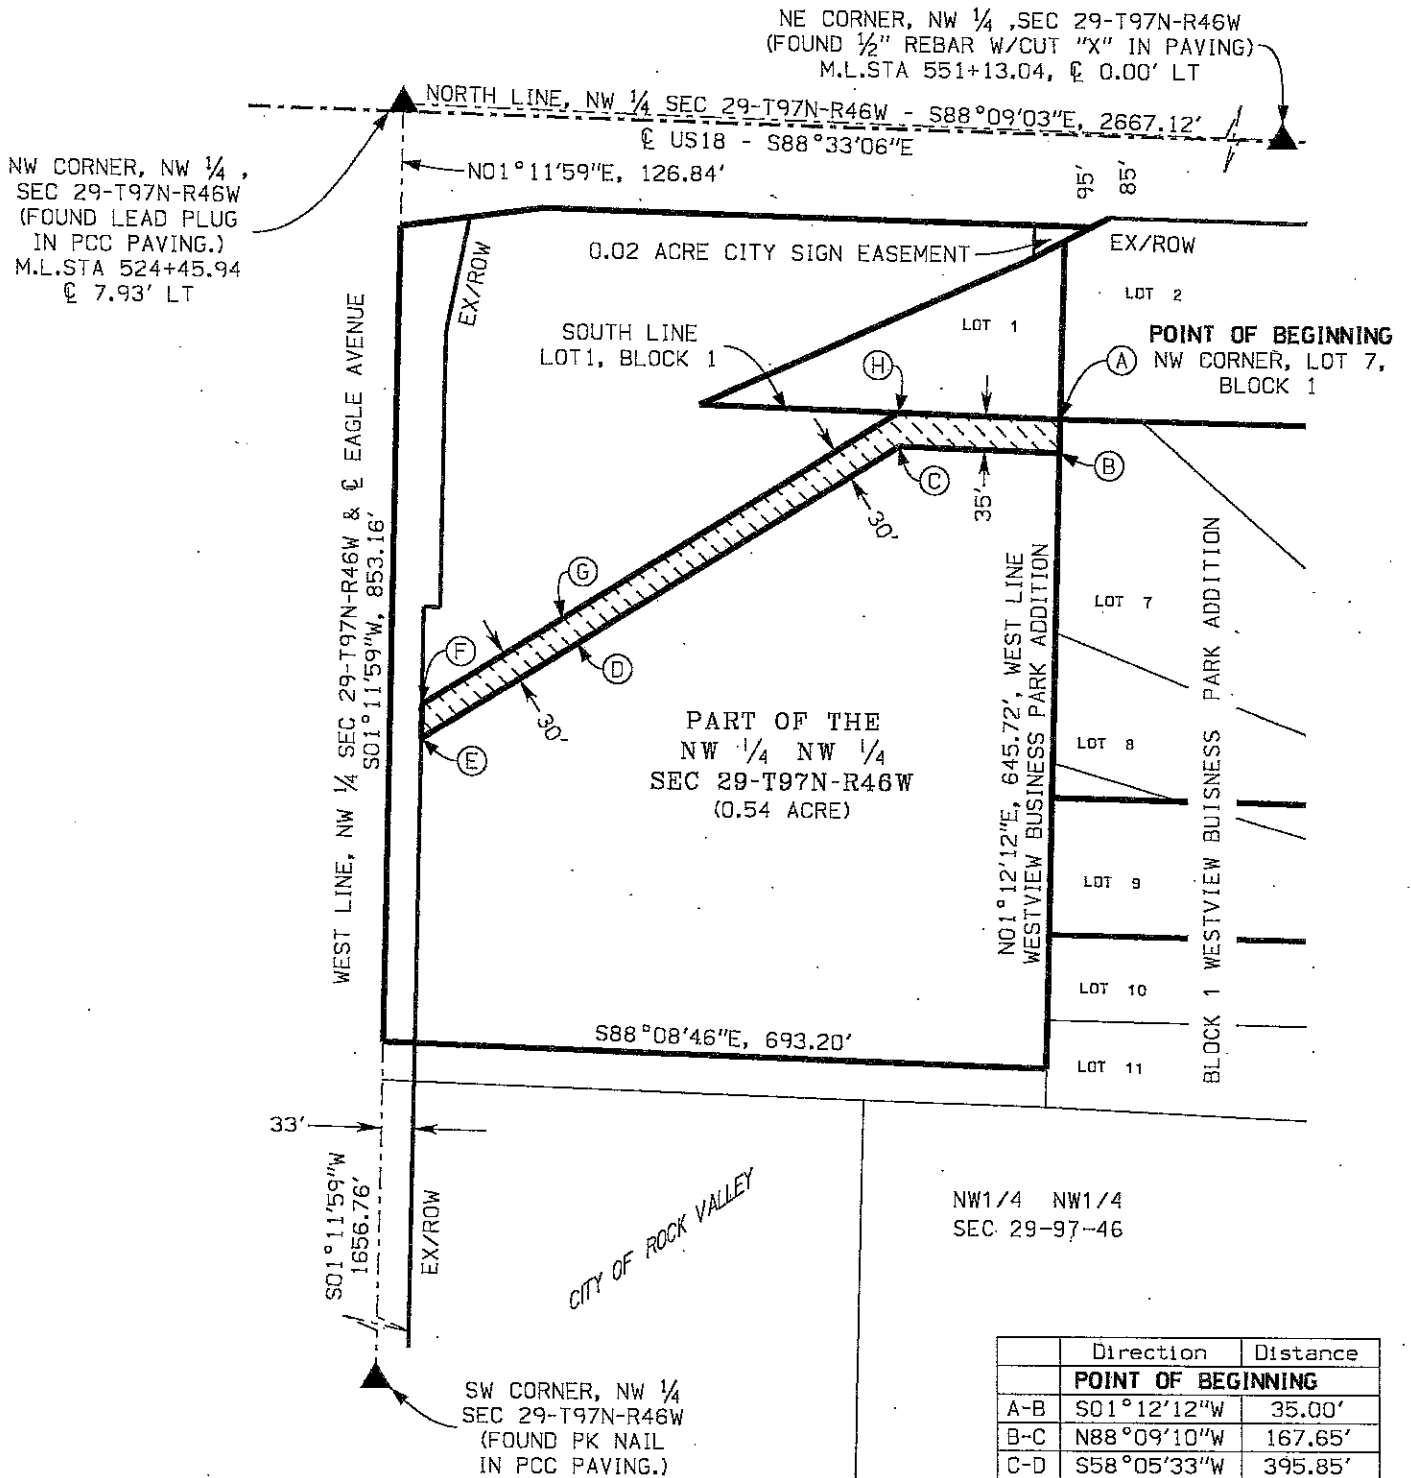 NE CORNER, NW 1/4 ,SEC 29-T97N-R46W
(FOUND 1/2" REBAR W/CUT "X" IN PAVING)
M.L.STA 551+13.04, ℄ 0.00' LT
NORTH LINE, NW 1/4 SEC 29-T97N-R46W - S88°09'03"E, 2667.12'
℄ US18 - S88°33'06"E
N01°11'59"E, 126.84'
NW CORNER, NW 1/4 ,
SEC 29-T97N-R46W
(FOUND LEAD PLUG
IN PCC PAVING.)
M.L.STA 524+45.94
℄ 7.93' LT
95'
85'
EX/ROW
0.02 ACRE CITY SIGN EASEMENT
EX/ROW
LOT 2
LOT 1
SOUTH LINE
LOT1, BLOCK 1
POINT OF BEGINNING
NW CORNER, LOT 7,
BLOCK 1
A
H
B
C
35'
30'
WEST LINE, NW 1/4 SEC 29-T97N-R46W & ℄ EAGLE AVENUE
S01°11'59"W, 853.16'
G
D
F
E
30'
PART OF THE
NW 1/4 NW 1/4
SEC 29-T97N-R46W
(0.54 ACRE)
N01°12'12"E, 645.72', WEST LINE
WESTVIEW BUSINESS PARK ADDITION
LOT 7
LOT 8
LOT 9
LOT 10
LOT 11
BLOCK 1 WESTVIEW BUISNESS PARK ADDITION
S88°08'46"E, 693.20'
33'
S01°11'59"W
1656.76'
EX/ROW
CITY OF ROCK VALLEY
NW1/4 NW1/4
SEC 29-97-46
SW CORNER, NW 1/4
SEC 29-T97N-R46W
(FOUND PK NAIL
IN PCC PAVING.)
Direction Distance
POINT OF BEGINNING
A-B S01°12'12"W 35.00'
B-C N88°09'10"W 167.65'
C-D S58°05'33"W 395.85'